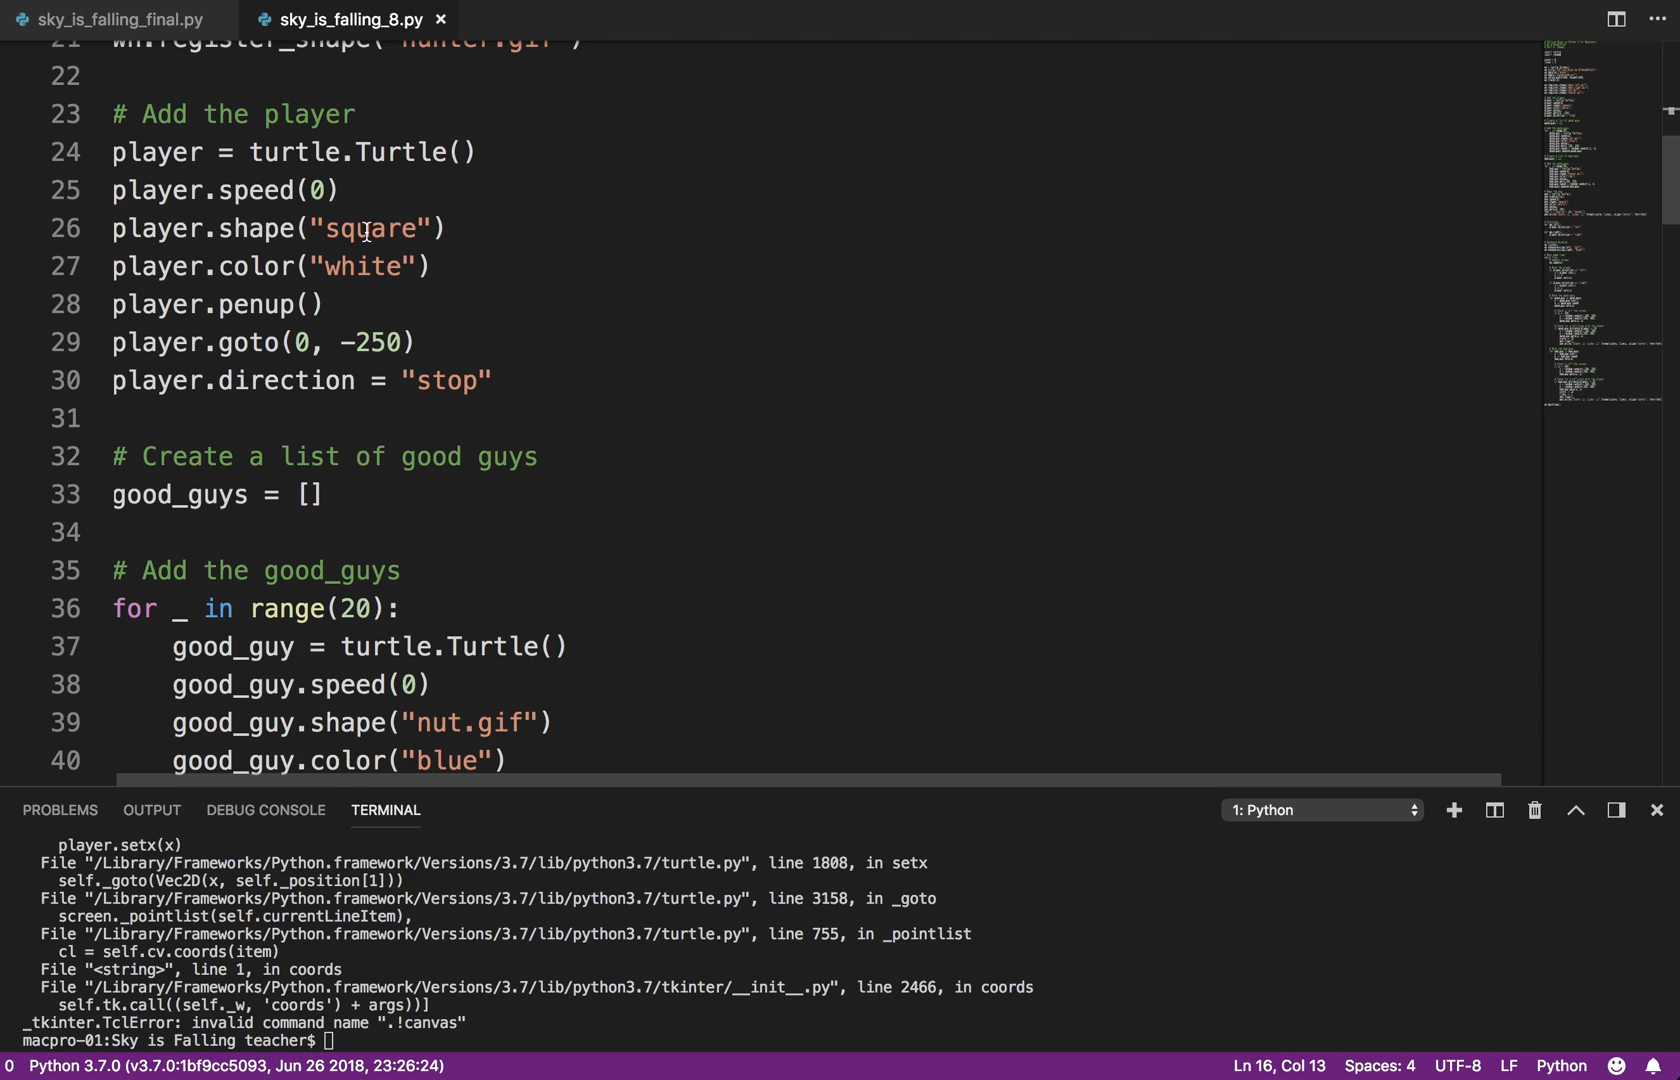 sky_is_falling_final.py
sky_is_falling_8.py
21 wn.register_shape("hunter.gif")
22
23 # Add the player
24 player = turtle.Turtle()
25 player.speed(0)
26 player.shape("square")
27 player.color("white")
28 player.penup()
29 player.goto(0, -250)
30 player.direction = "stop"
31
32 # Create a list of good guys
33 good_guys = []
34
35 # Add the good_guys
36 for _ in range(20):
37 good_guy = turtle.Turtle()
38 good_guy.speed(0)
39 good_guy.shape("nut.gif")
40 good_guy.color("blue")
PROBLEMS OUTPUT DEBUG CONSOLE TERMINAL 1: Python
player.setx(x)
File "/Library/Frameworks/Python.framework/Versions/3.7/lib/python3.7/turtle.py", line 1808, in setx
self._goto(Vec2D(x, self._position[1]))
File "/Library/Frameworks/Python.framework/Versions/3.7/lib/python3.7/turtle.py", line 3158, in _goto
screen._pointlist(self.currentLineItem),
File "/Library/Frameworks/Python.framework/Versions/3.7/lib/python3.7/turtle.py", line 755, in _pointlist
cl = self.cv.coords(item)
File "<string>", line 1, in coords
File "/Library/Frameworks/Python.framework/Versions/3.7/lib/python3.7/tkinter/__init__.py", line 2466, in coords
self.tk.call((self._w, 'coords') + args))]
_tkinter.TclError: invalid command name ".!canvas"
macpro-01:Sky is Falling teacher$
0 Python 3.7.0 (v3.7.0:1bf9cc5093, Jun 26 2018, 23:26:24) Ln 16, Col 13 Spaces: 4 UTF-8 LF Python